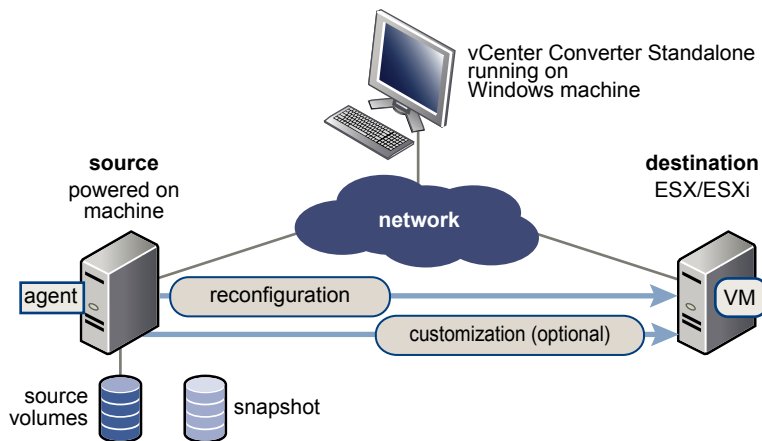 vCenter Converter Standalone
running on
Windows machine
source
powered on
machine
destination
ESX/ESXi
network
agent
reconfiguration
VM
customization (optional)
source
volumes
snapshot